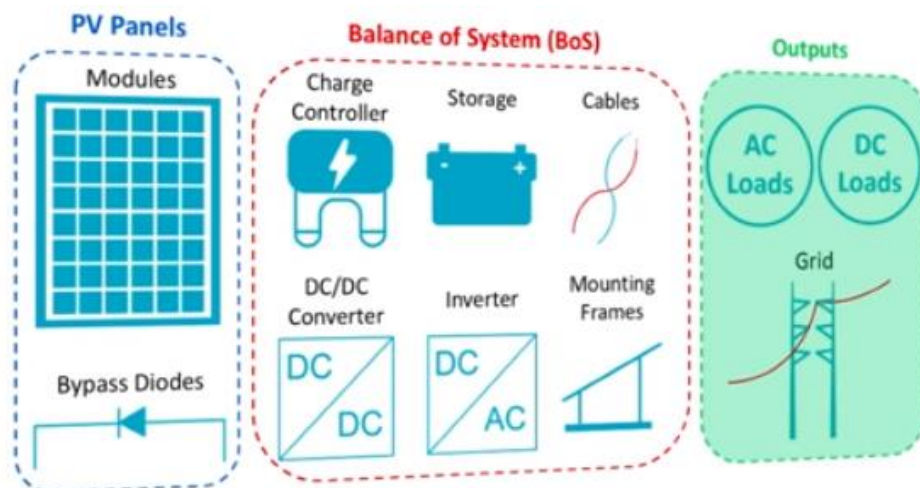 PV Panels
Modules
Bypass Diodes
Balance of System (BoS)
Charge
Controller
Storage
Cables
- +
DC/DC
Converter
Inverter
Mounting
Frames
DC
DC
DC
AC
Outputs
AC
Loads
DC
Loads
Grid